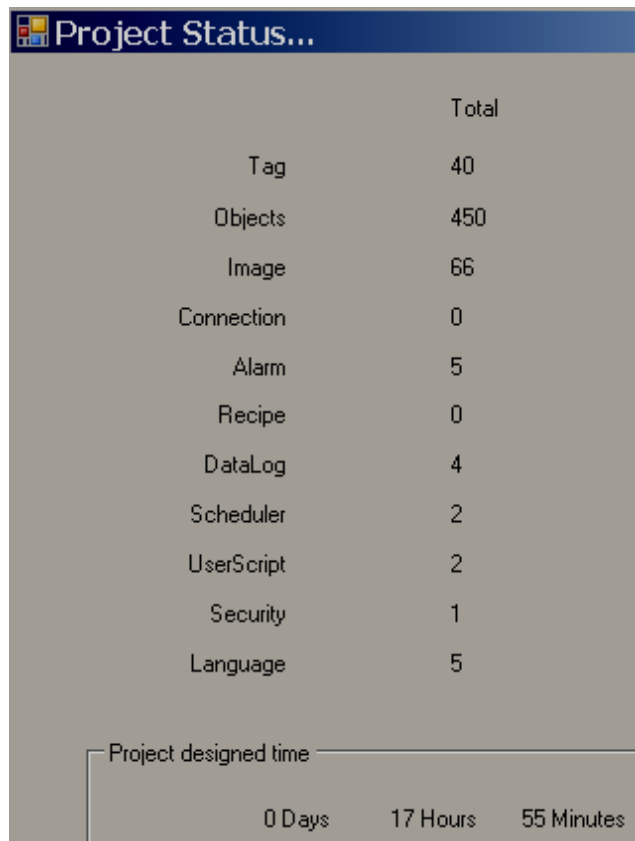 Project Status...
Total
Tag 40
Objects 450
Image 66
Connection 0
Alarm 5
Recipe 0
DataLog 4
Scheduler 2
UserScript 2
Security 1
Language 5
Project designed time
0 Days 17 Hours 55 Minutes